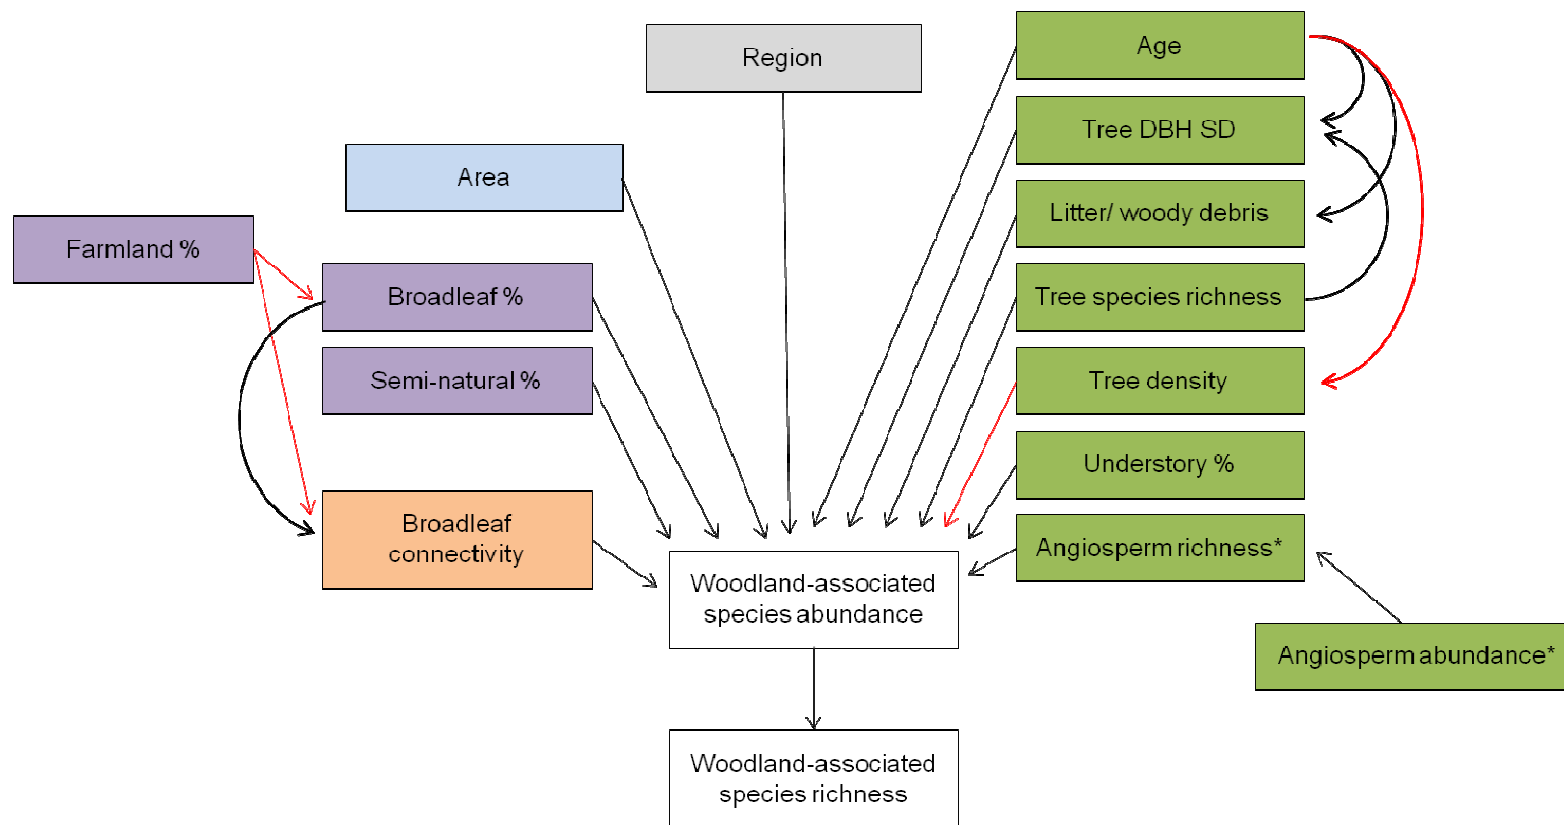 Region
Area
Farmland %
Broadleaf %
Semi-natural %
Broadleaf
connectivity
Age
Tree DBH SD
Litter/ woody debris
Tree species richness
Tree density
Understory %
Angiosperm richness*
Angiosperm abundance*
Woodland-associated
species abundance
Woodland-associated
species richness